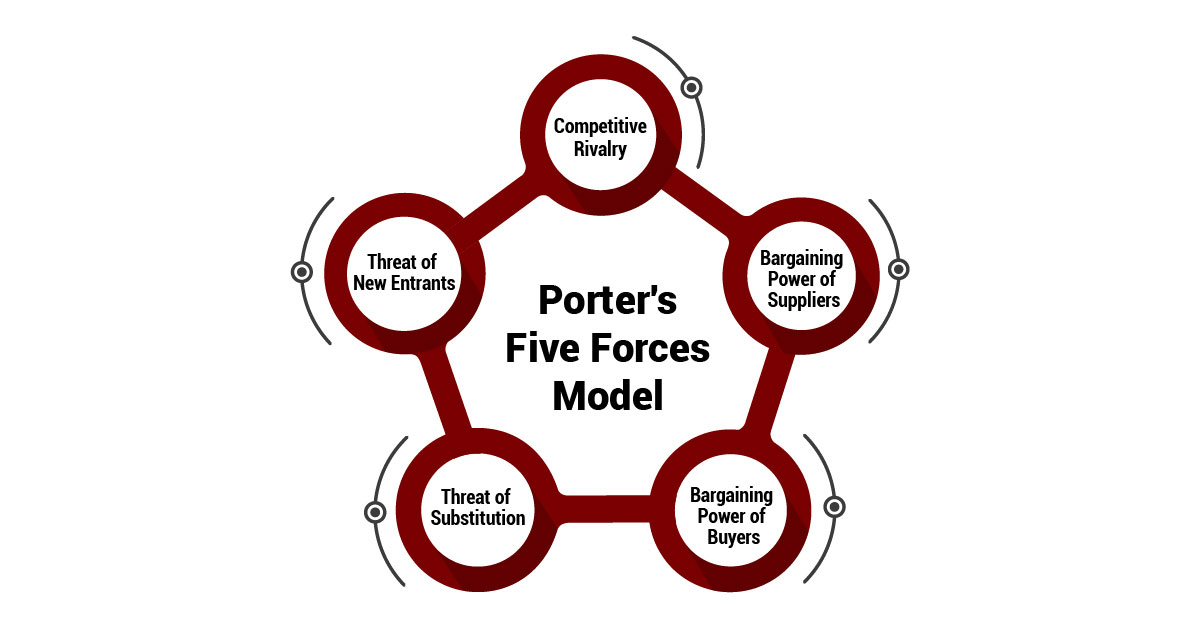 Competitive
Rivalry
Threat of
New Entrants
Bargaining
Power of
Suppliers
Porter's
Five Forces
Model
Threat of
Substitution
Bargaining
Power of
Buyers